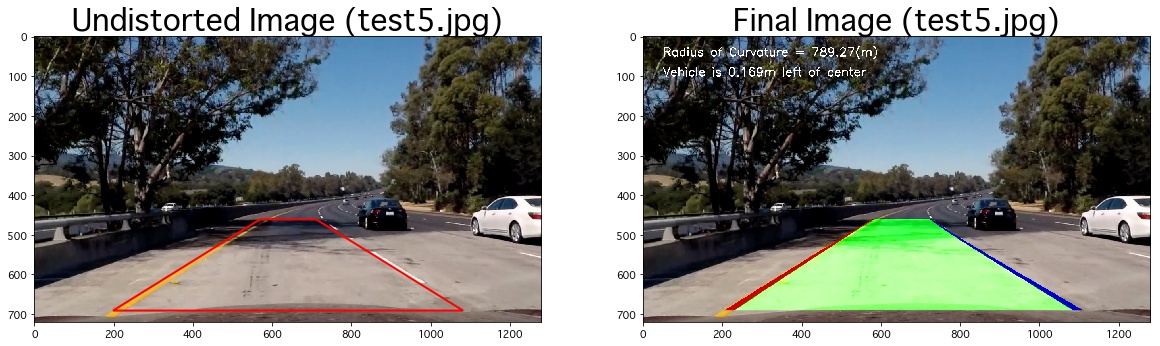 Undistorted Image (test5.jpg)
0
100
200
300
400
500
600
700
0 200 400 600 800 1000 1200
Final Image (test5.jpg)
0
100
200
300
400
500
600
700
Radius of Curvature = 789.27(m)
Vehicle is 0.169m left of center
0 200 400 600 800 1000 1200